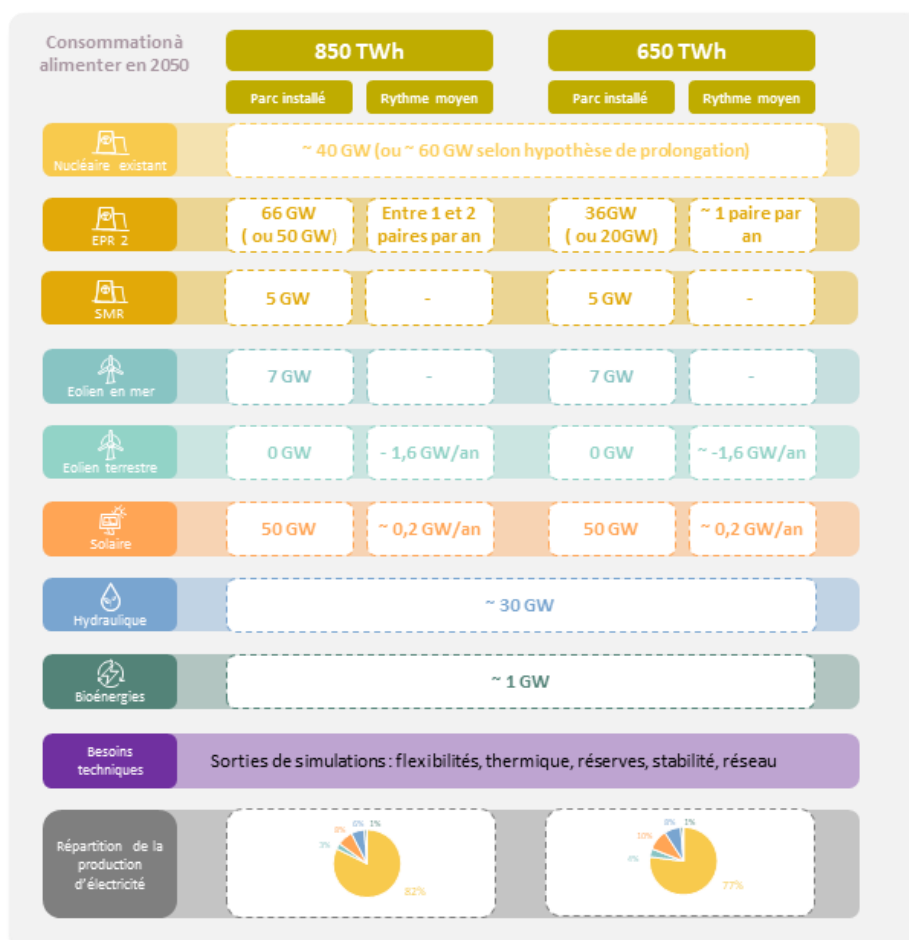 Consommation à
alimenter en 2050
850 TWh
650 TWh
Parc installé
Rythme moyen
Parc installé
Rythme moyen
Nucléaire existant
~ 40 GW (ou ~ 60 GW selon hypothèse de prolongation)
EPR 2
66 GW
( ou 50 GW)
Entre 1 et 2
paires par an
36GW
( ou 20GW)
~ 1 paire par
an
SMR
5 GW
-
5 GW
-
Eolien en mer
7 GW
-
7 GW
-
Eolien terrestre
0 GW
- 1,6 GW/an
0 GW
~ -1,6 GW/an
Solaire
50 GW
~ 0,2 GW/an
50 GW
~ 0,2 GW/an
Hydraulique
~ 30 GW
Bioénergies
~ 1 GW
Besoins
techniques
Sorties de simulations : flexibilités, thermique, réserves, stabilité, réseau
Répartition de la
production
d'électricité
6% 1%
8%
3%
82%
8% 1%
10%
4%
77%